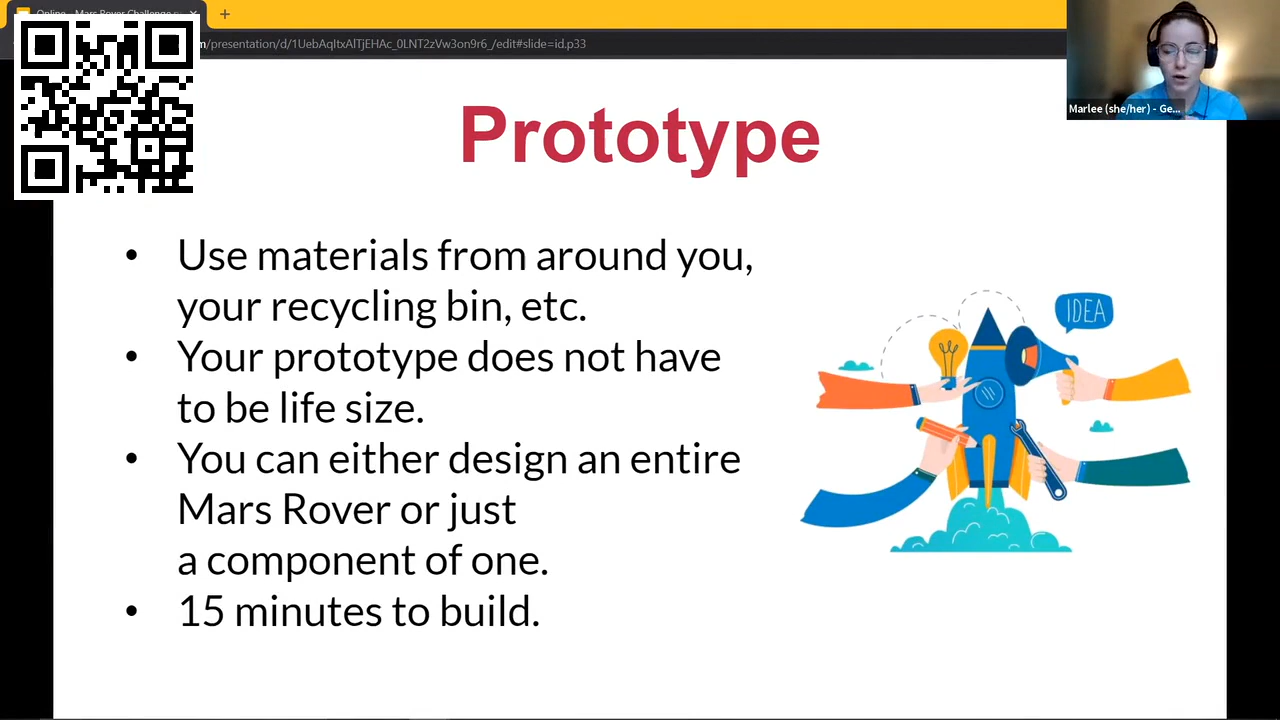 Online - Mars Rover Challenge
m/presentation/d/1UebAqItxAlTjEHAc_0LNT2zVw3on9r6_/edit#slide=id.p33
Marlee (she/her) - Ge...
Prototype
• Use materials from around you,
your recycling bin, etc.
• Your prototype does not have
to be life size.
• You can either design an entire
Mars Rover or just
a component of one.
• 15 minutes to build.
IDEA